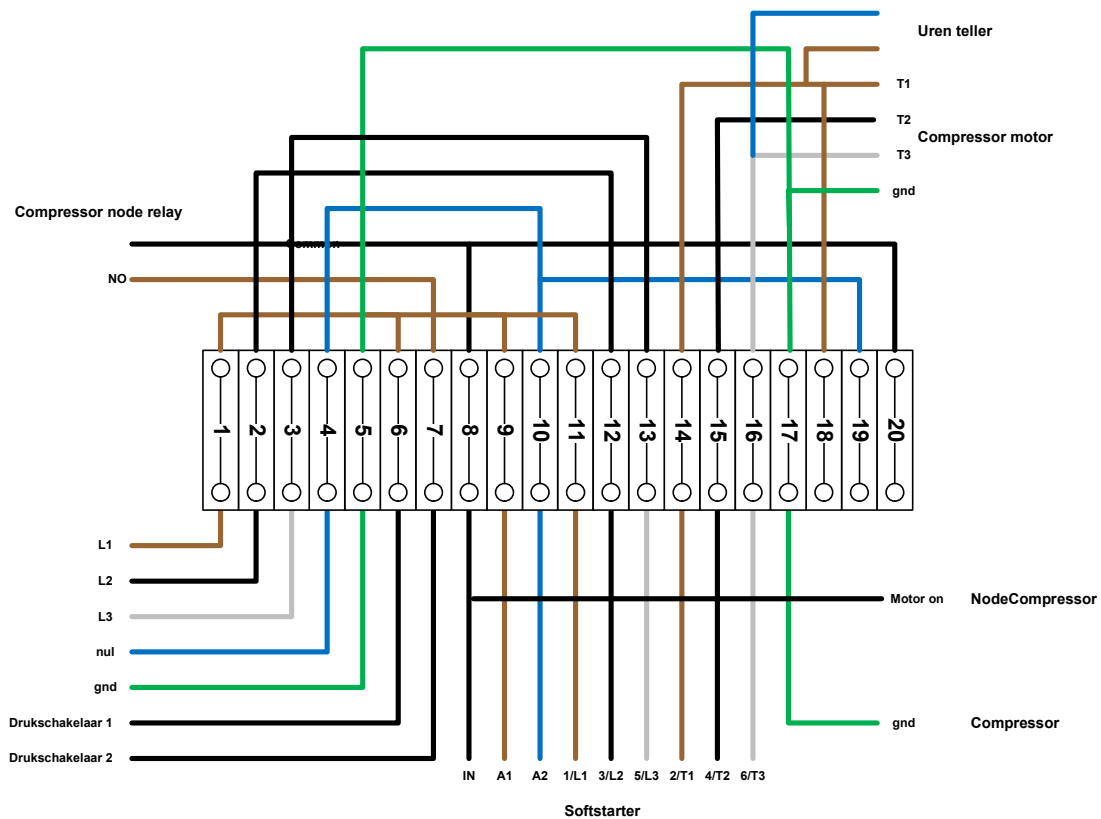 Uren teller
T1
T2
Compressor motor
T3
gnd
Compressor node relay
Common
NO
1 2 3 4 5 6 7 8 9 10 11 12 13 14 15 16 17 18 19 20
L1
L2
L3
nul
gnd
Drukschakelaar 1
Drukschakelaar 2
Motor on NodeCompressor
gnd Compressor
IN A1 A2 1/L1 3/L2 5/L3 2/T1 4/T2 6/T3
Softstarter